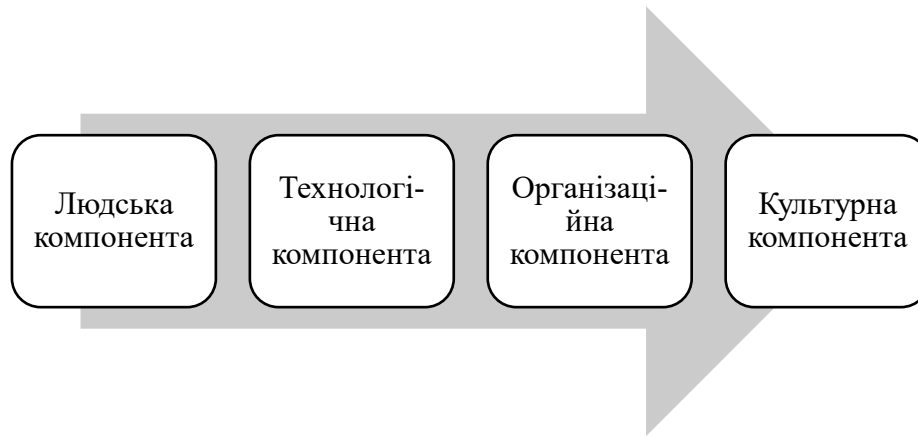 Людська
компонента
Технологі-
чна
компонента
Організаці-
йна
компонента
Культурна
компонента